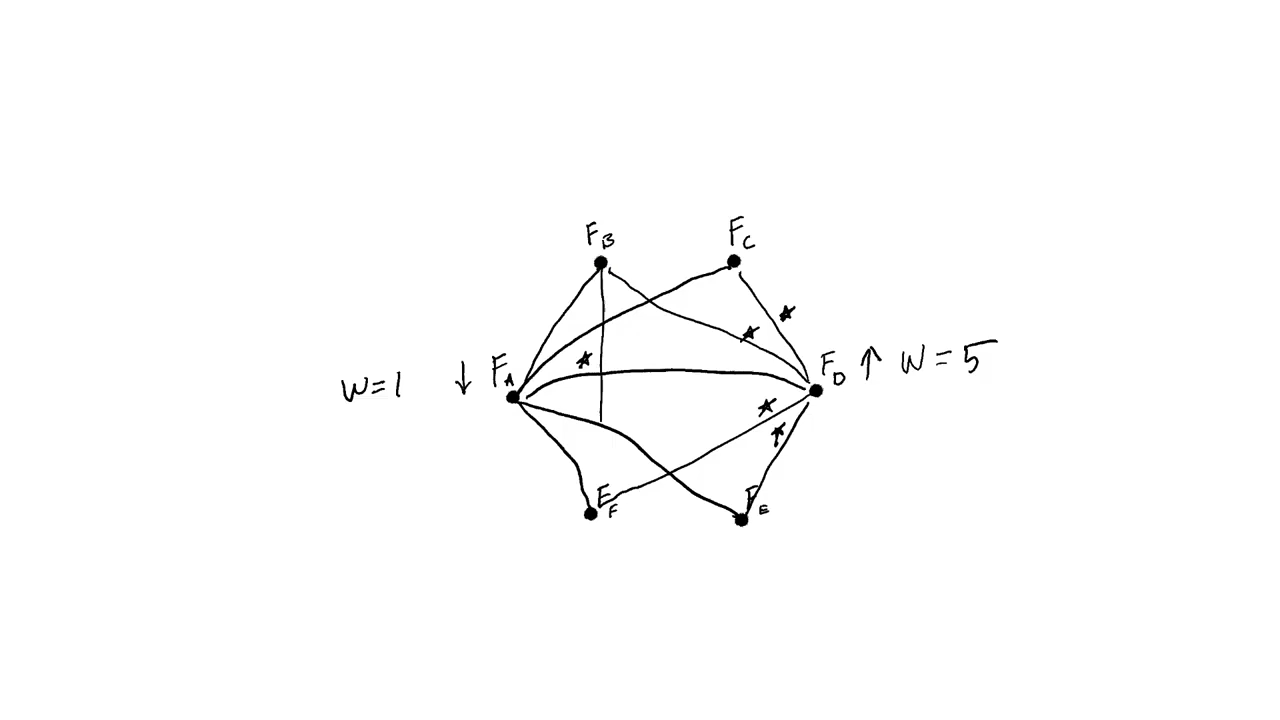 F_B
F_C
W=1 ↓ F_A
F_D ↑ W=5
F_F
F_E